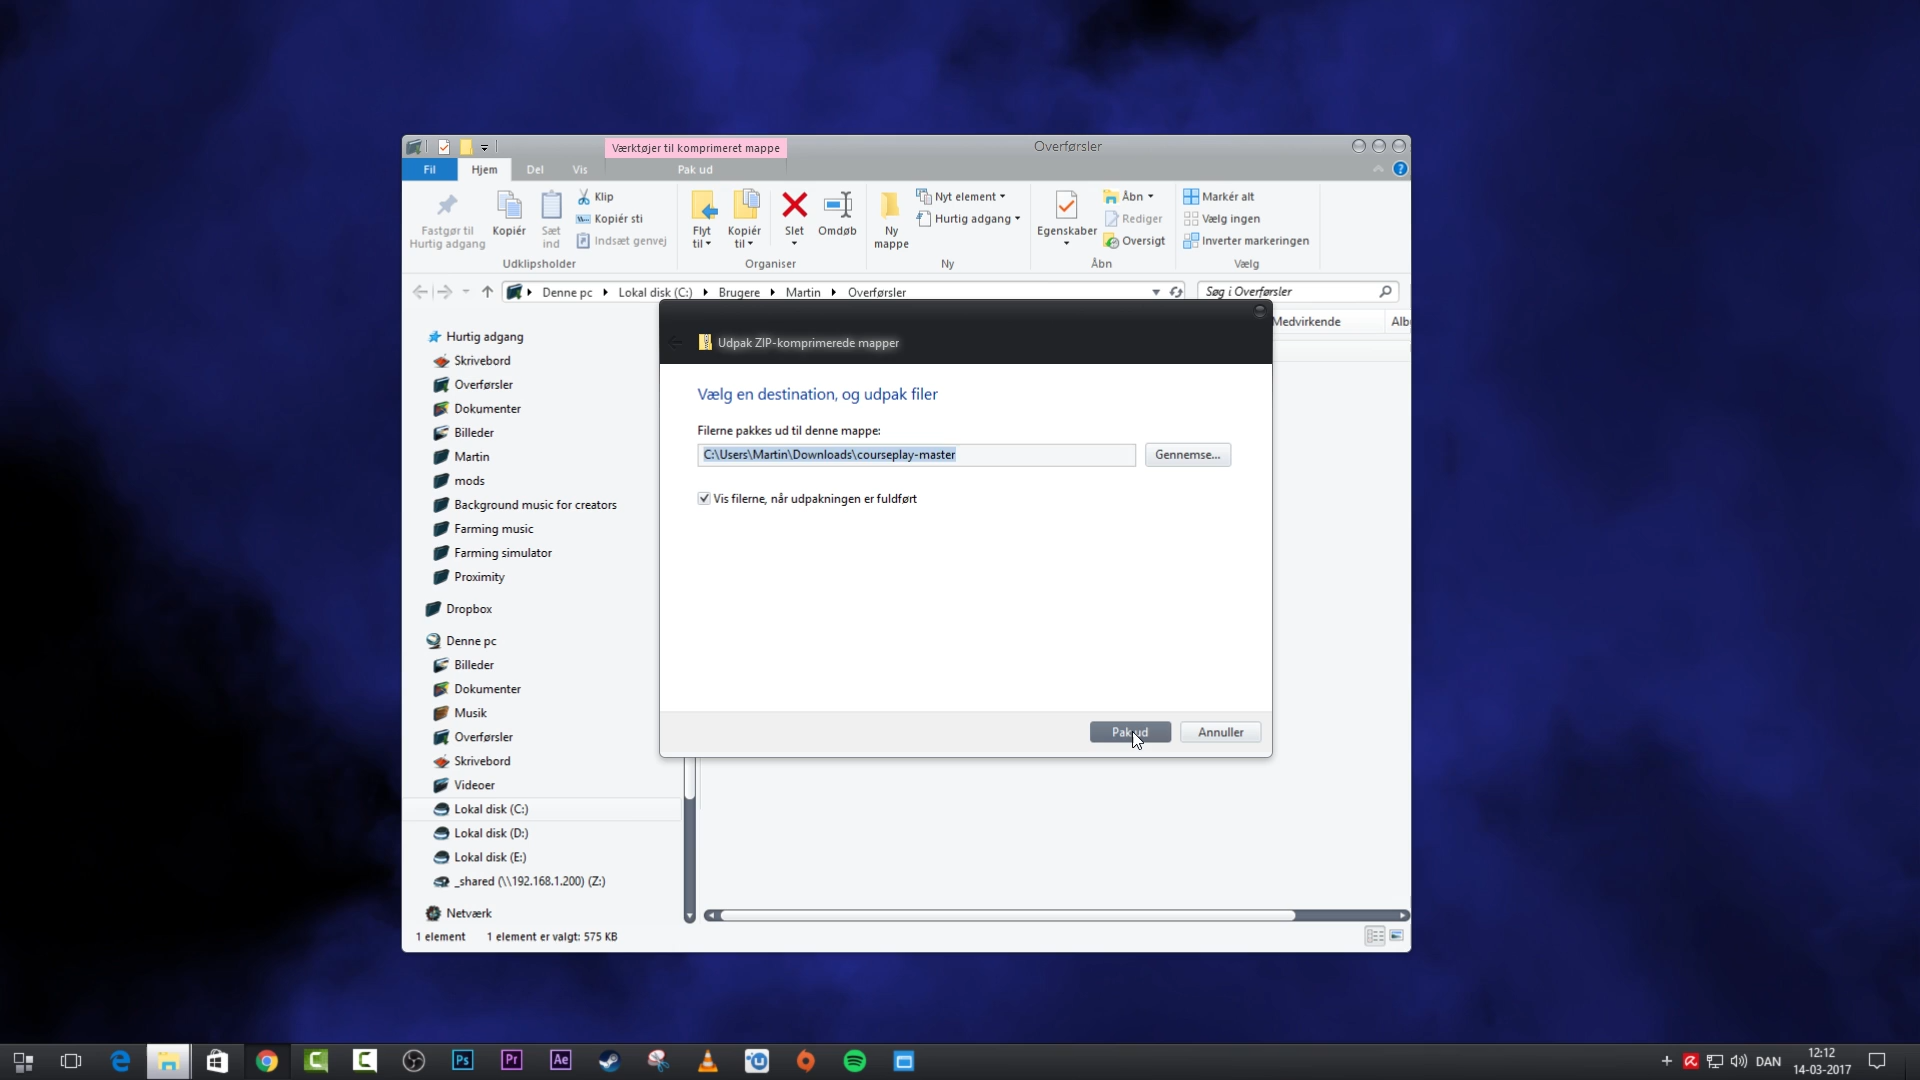 Værktøjer til komprimeret mappe
Overførsler
Fil
Hjem
Del
Vis
Pak ud
Fastgør til
Hurtig adgang
Kopiér
Sæt
ind
Klip
Kopiér sti
Indsæt genvej
Udklipsholder
Flyt
til
Kopiér
til
Slet
Omdøb
Organiser
Ny
mappe
Nyt element
Hurtig adgang
Ny
Egenskaber
Åbn
Rediger
Oversigt
Åbn
Markér alt
Vælg ingen
Inverter markeringen
Vælg
Denne pc
Lokal disk (C:)
Brugere
Martin
Overførsler
Søg i Overførsler
Medvirkende
Alb
Hurtig adgang
Skrivebord
Overførsler
Dokumenter
Billeder
Martin
mods
Background music for creators
Farming music
Farming simulator
Proximity
Dropbox
Denne pc
Billeder
Dokumenter
Musik
Overførsler
Skrivebord
Videoer
Lokal disk (C:)
Lokal disk (D:)
Lokal disk (E:)
_shared (\\192.168.1.200) (Z:)
Netværk
1 element
1 element er valgt: 575 KB
Udpak ZIP-komprimerede mapper
Vælg en destination, og udpak filer
Filerne pakkes ud til denne mappe:
C:\Users\Martin\Downloads\courseplay-master
Gennemse...
Vis filerne, når udpakningen er fuldført
Pak ud
Annuller
Ps
Pr
Ae
DAN
12:12
14-03-2017